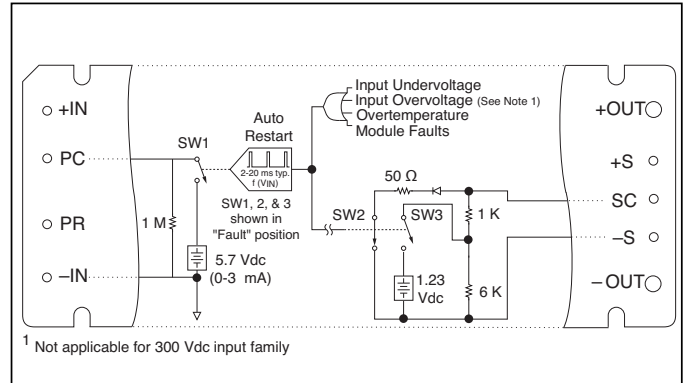 +IN
PC
PR
–IN
1 M
SW1
5.7 Vdc
(0-3 mA)
Auto
Restart
2-20 ms typ.
f (VIN)
SW1, 2, & 3
shown in
"Fault" position
Input Undervoltage
Input Overvoltage (See Note 1)
Overtemperature
Module Faults
50 Ω
SW2
SW3
1 K
1.23
Vdc
6 K
+OUT
+S
SC
–S
–OUT
1 Not applicable for 300 Vdc input family